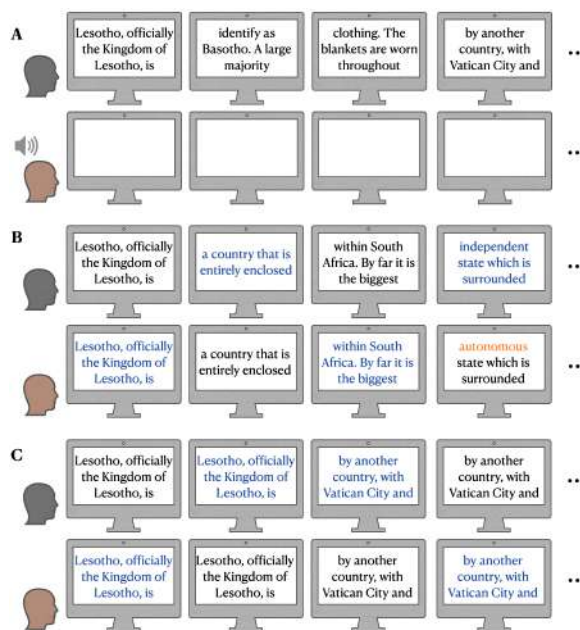 A
Lesotho, officially
the Kingdom of
Lesotho, is
identify as
Basotho. A large
majority
clothing. The
blankets are worn
throughout
by another
country, with
Vatican City and
..
..
B
Lesotho, officially
the Kingdom of
Lesotho, is
a country that is
entirely enclosed
within South
Africa. By far it is
the biggest
independent
state which is
surrounded
..
Lesotho, officially
the Kingdom of
Lesotho, is
a country that is
entirely enclosed
within South
Africa. By far it is
the biggest
autonomous
state which is
surrounded
..
C
Lesotho, officially
the Kingdom of
Lesotho, is
Lesotho, officially
the Kingdom of
Lesotho, is
by another
country, with
Vatican City and
by another
country, with
Vatican City and
..
Lesotho, officially
the Kingdom of
Lesotho, is
Lesotho, officially
the Kingdom of
Lesotho, is
by another
country, with
Vatican City and
by another
country, with
Vatican City and
..